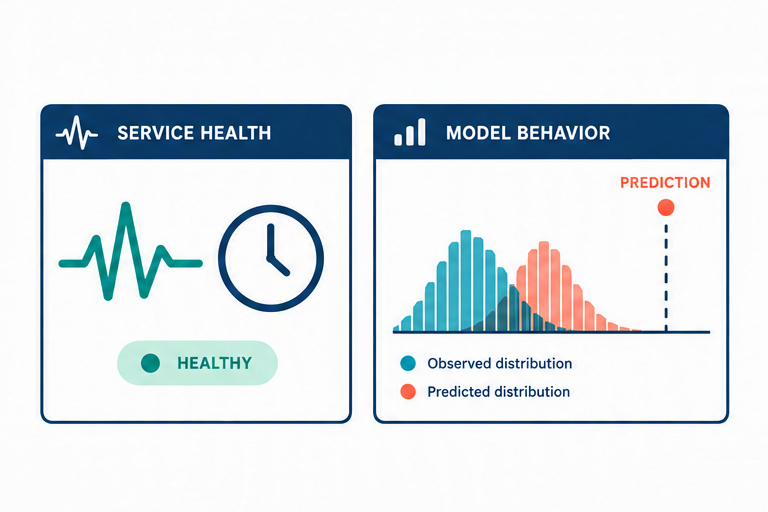 SERVICE HEALTH
HEALTHY
MODEL BEHAVIOR
PREDICTION
Observed distribution
Predicted distribution